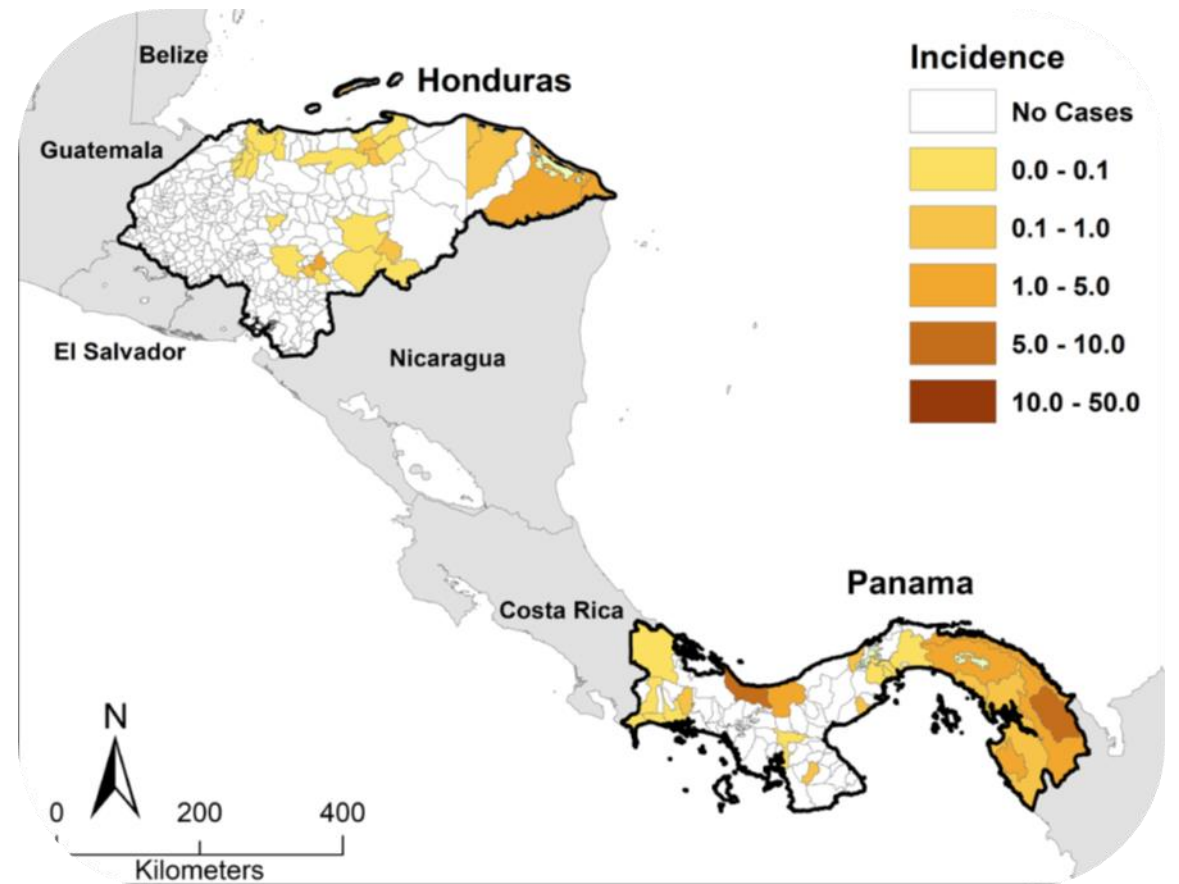 Belize
Honduras
Guatemala
El Salvador
Nicaragua
Costa Rica
Panama
Incidence
No Cases
0.0 - 0.1
0.1 - 1.0
1.0 - 5.0
5.0 - 10.0
10.0 - 50.0
N
0 200 400
Kilometers